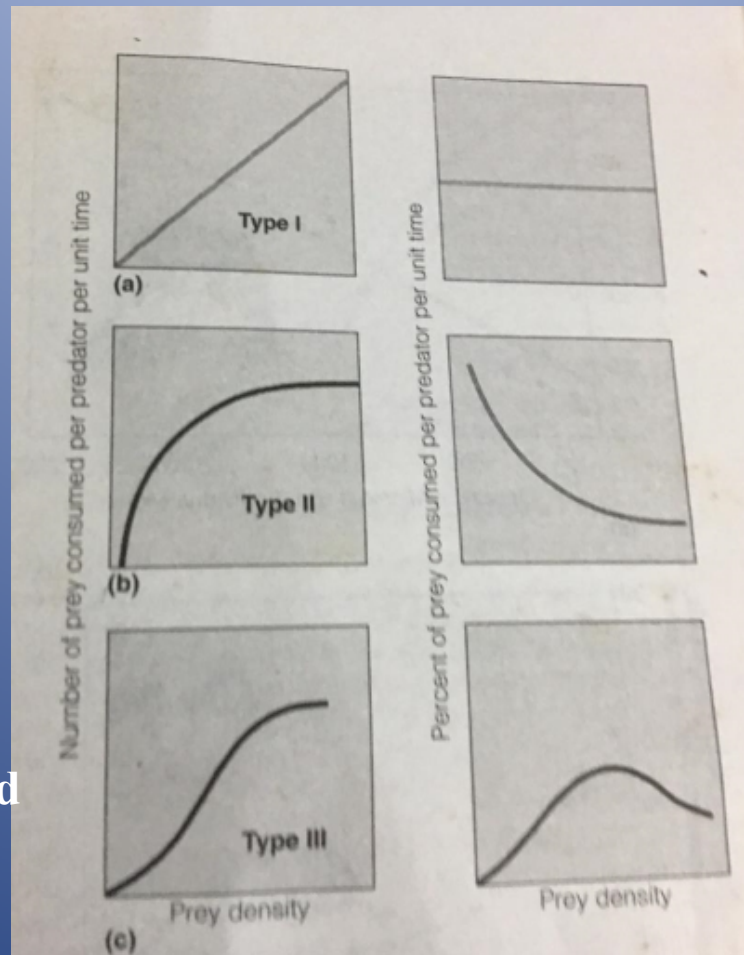 Number of prey consumed per predator per unit time
Type I
(a)
Type II
(b)
Type III
Prey density
(c)
Percent of prey consumed per predator per unit time
Prey density
d